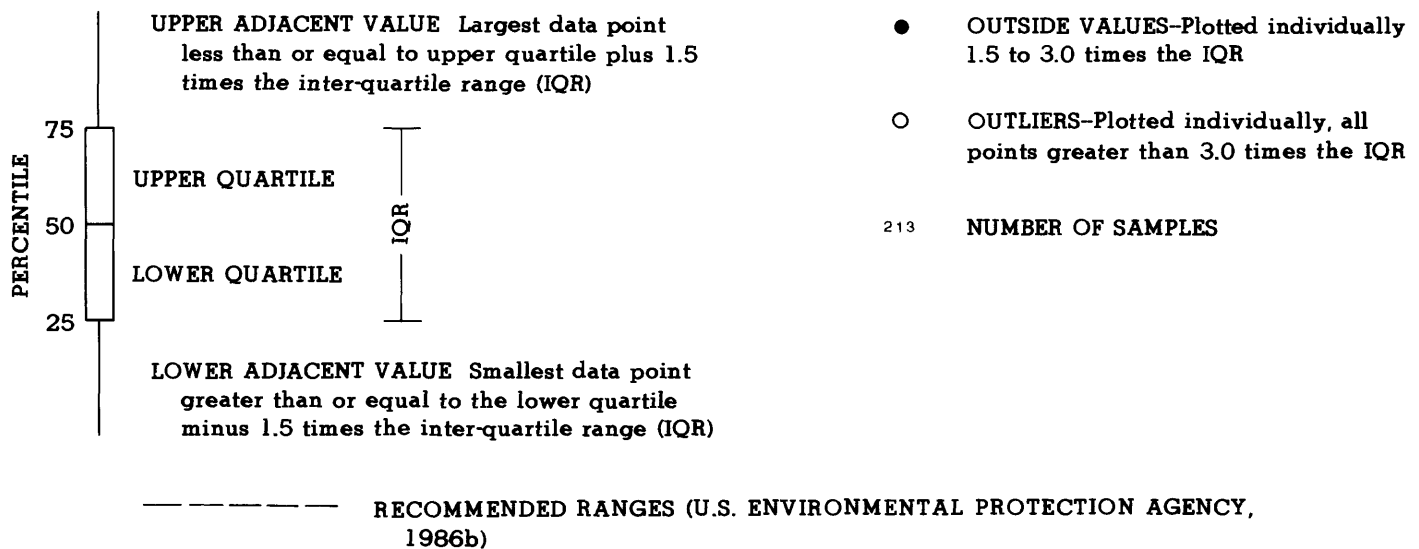 UPPER ADJACENT VALUE Largest data point
less than or equal to upper quartile plus 1.5
times the inter-quartile range (IQR)
PERCENTILE
75
50
25
UPPER QUARTILE
LOWER QUARTILE
IQR
LOWER ADJACENT VALUE Smallest data point
greater than or equal to the lower quartile
minus 1.5 times the inter-quartile range (IQR)
OUTSIDE VALUES–Plotted individually
1.5 to 3.0 times the IQR
OUTLIERS–Plotted individually, all
points greater than 3.0 times the IQR
213 NUMBER OF SAMPLES
RECOMMENDED RANGES (U.S. ENVIRONMENTAL PROTECTION AGENCY,
1986b)